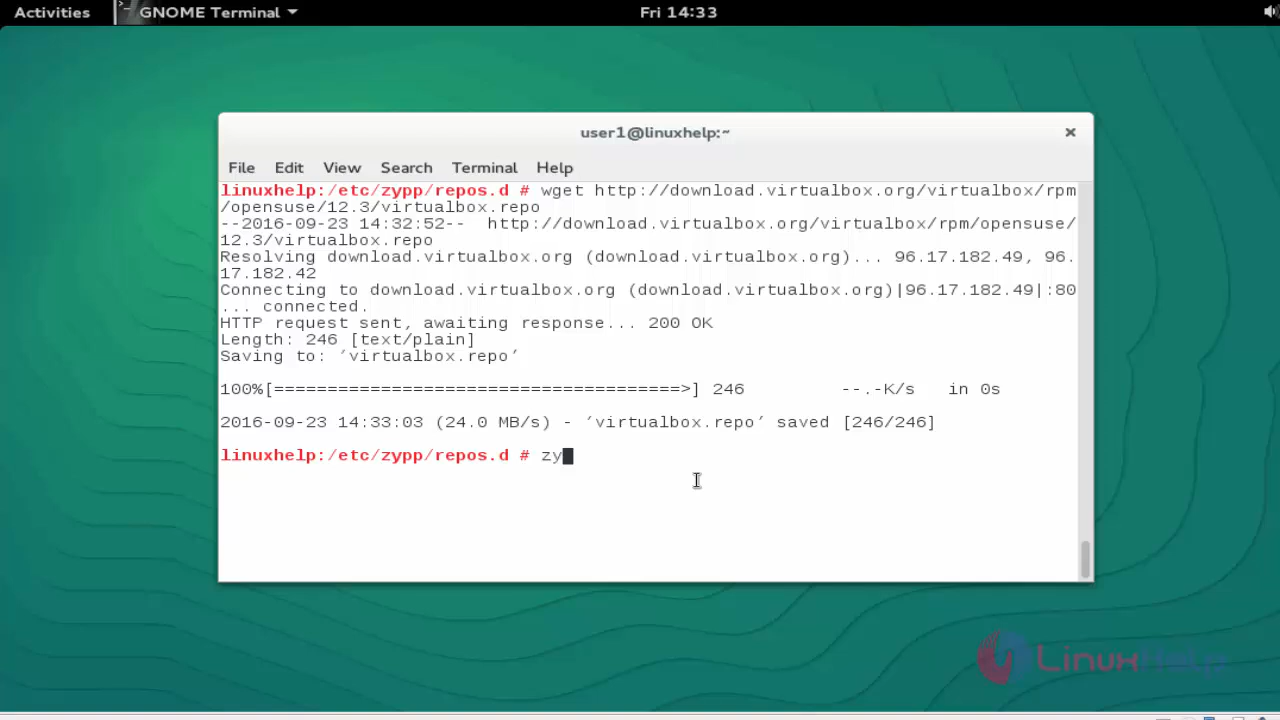 Activities GNOME Terminal Fri 14:33
user1@linuxhelp:~
File Edit View Search Terminal Help
linuxhelp:/etc/zypp/repos.d # wget http://download.virtualbox.org/virtualbox/rpm
/opensuse/12.3/virtualbox.repo
--2016-09-23 14:32:52--  http://download.virtualbox.org/virtualbox/rpm/opensuse/
12.3/virtualbox.repo
Resolving download.virtualbox.org (download.virtualbox.org)... 96.17.182.49, 96.
17.182.42
Connecting to download.virtualbox.org (download.virtualbox.org)|96.17.182.49|:80
... connected.
HTTP request sent, awaiting response... 200 OK
Length: 246 [text/plain]
Saving to: ‘virtualbox.repo’
100%[======================================>] 246         --.-K/s   in 0s
2016-09-23 14:33:03 (24.0 MB/s) - ‘virtualbox.repo’ saved [246/246]
linuxhelp:/etc/zypp/repos.d # zy
LinuxHelp